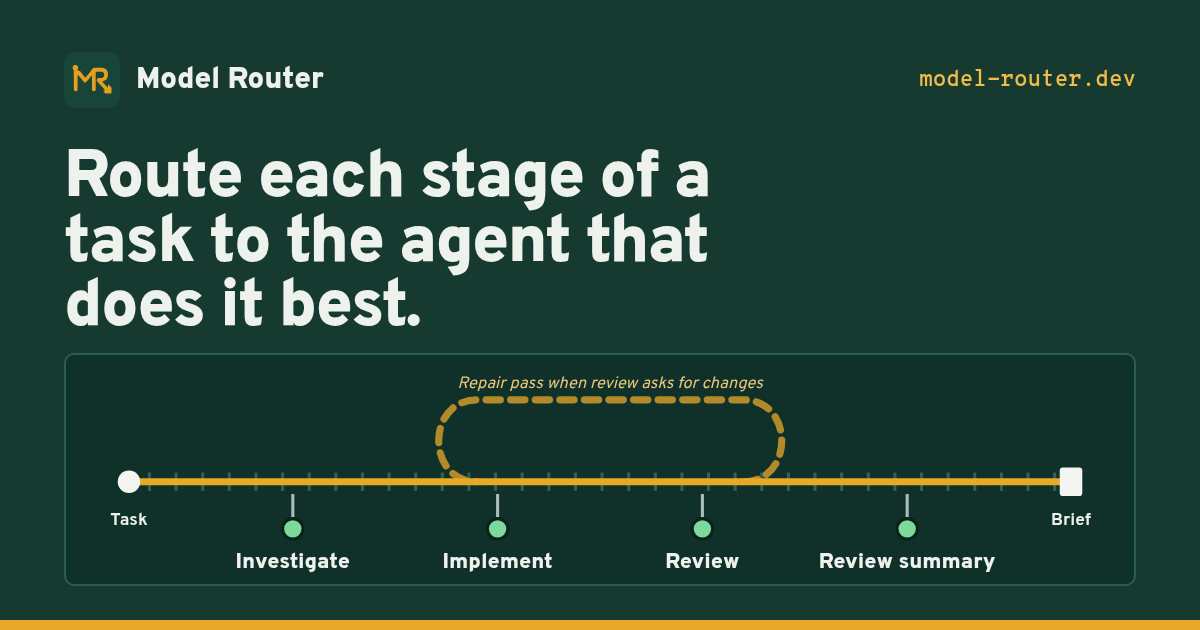 MR
Model Router
model-router.dev
Route each stage of a
task to the agent that
does it best.
Repair pass when review asks for changes
Task
Brief
Investigate
Implement
Review
Review summary